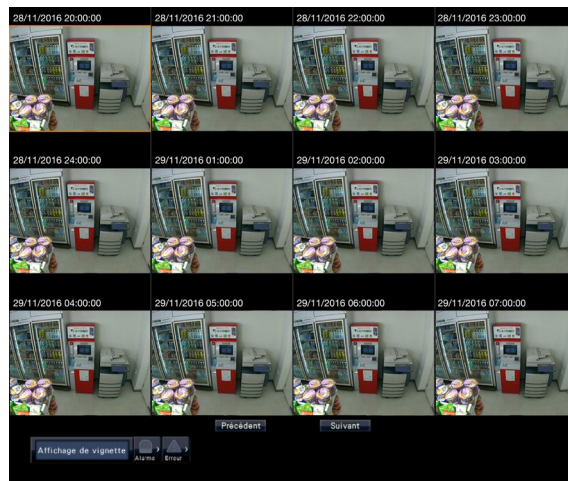 28/11/2016 20:00:00
28/11/2016 21:00:00
28/11/2016 22:00:00
28/11/2016 23:00:00
28/11/2016 24:00:00
29/11/2016 01:00:00
29/11/2016 02:00:00
29/11/2016 03:00:00
29/11/2016 04:00:00
29/11/2016 05:00:00
29/11/2016 06:00:00
29/11/2016 07:00:00
Précédent
Suivant
Affichage de vignette
Alarme
Erreur